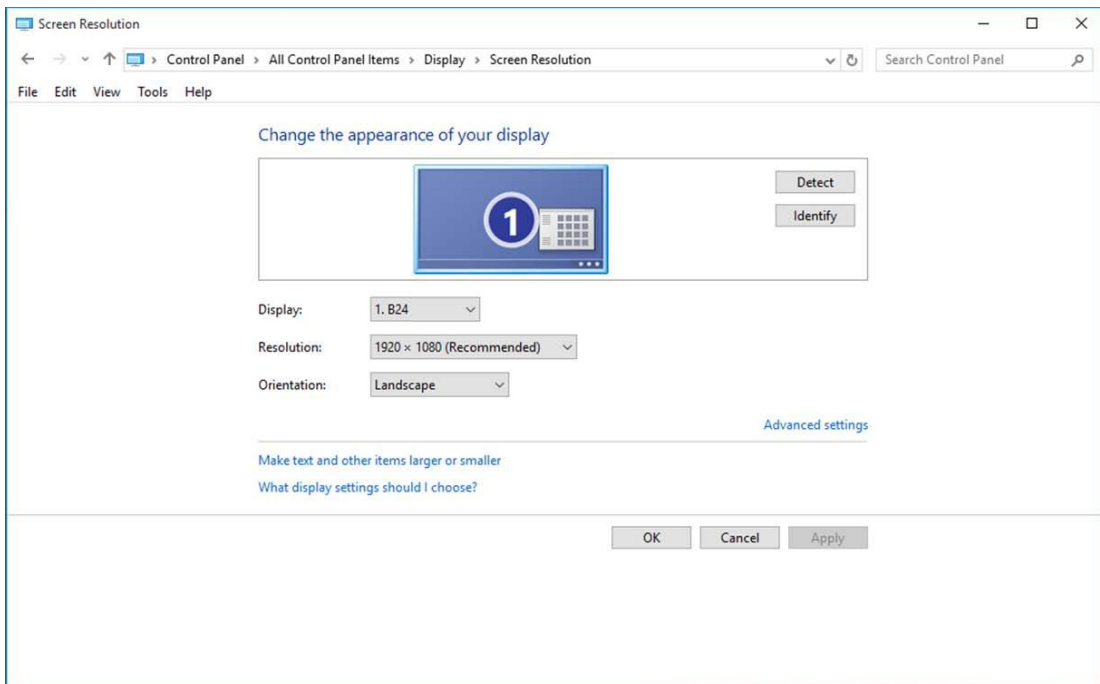 Screen Resolution
Control Panel > All Control Panel Items > Display > Screen Resolution
Search Control Panel
File Edit View Tools Help
Change the appearance of your display
1
Detect
Identify
Display: 1. B24
Resolution: 1920 × 1080 (Recommended)
Orientation: Landscape
Advanced settings
Make text and other items larger or smaller
What display settings should I choose?
OK Cancel Apply